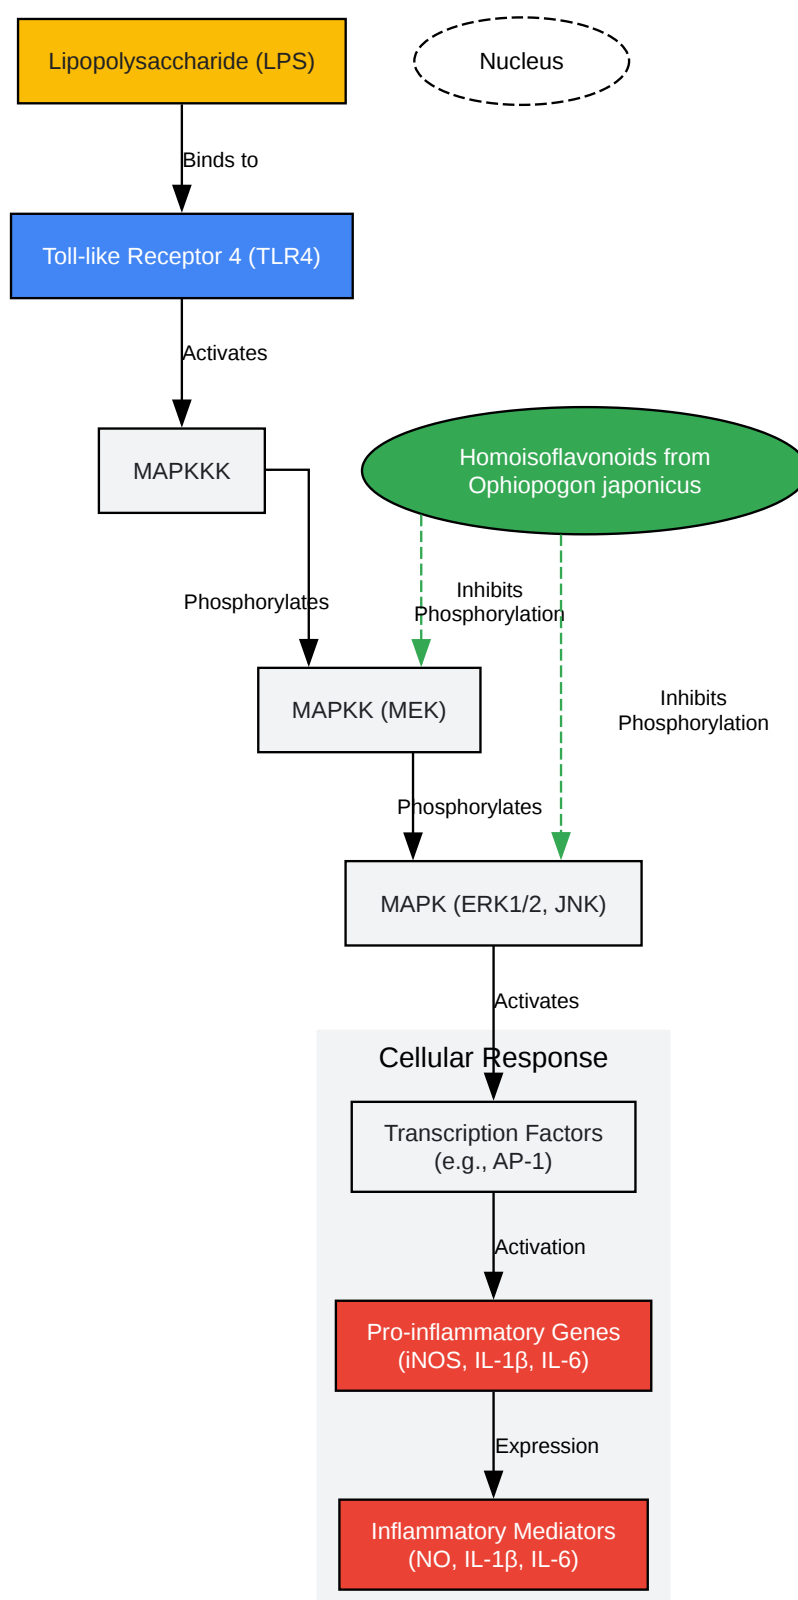 Lipopolysaccharide (LPS)
Nucleus
Binds to
Toll-like Receptor 4 (TLR4)
Activates
MAPKKK
Homoisoflavonoids from
Ophiopogon japonicus
Phosphorylates
Inhibits
Phosphorylation
MAPKK (MEK)
Inhibits
Phosphorylation
Phosphorylates
MAPK (ERK1/2, JNK)
Activates
Cellular Response
Transcription Factors
(e.g., AP-1)
Activation
Pro-inflammatory Genes
(iNOS, IL-1β, IL-6)
Expression
Inflammatory Mediators
(NO, IL-1β, IL-6)